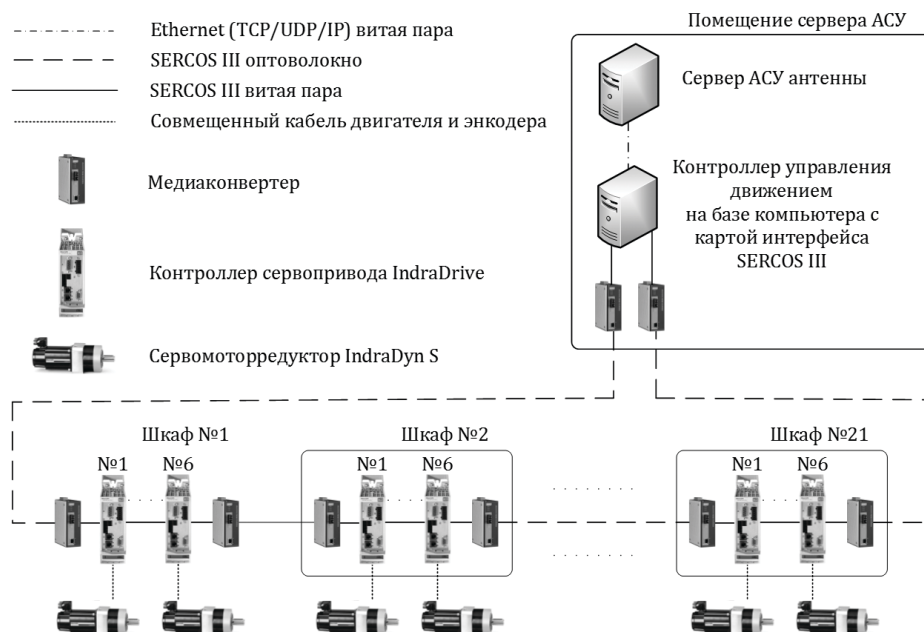 Ethernet (TCP/UDP/IP) витая пара
SERCOS III оптоволокно
SERCOS III витая пара
Совмещенный кабель двигателя и энкодера
Медиаконвертер
Контроллер сервопривода IndraDrive
Сервомоторредуктор IndraDyn S
Помещение сервера АСУ
Сервер АСУ антенны
Контроллер управления
движением
на базе компьютера с
картой интерфейса
SERCOS III
Шкаф №1
№1 №6
Шкаф №2
№1 №6
Шкаф №21
№1 №6